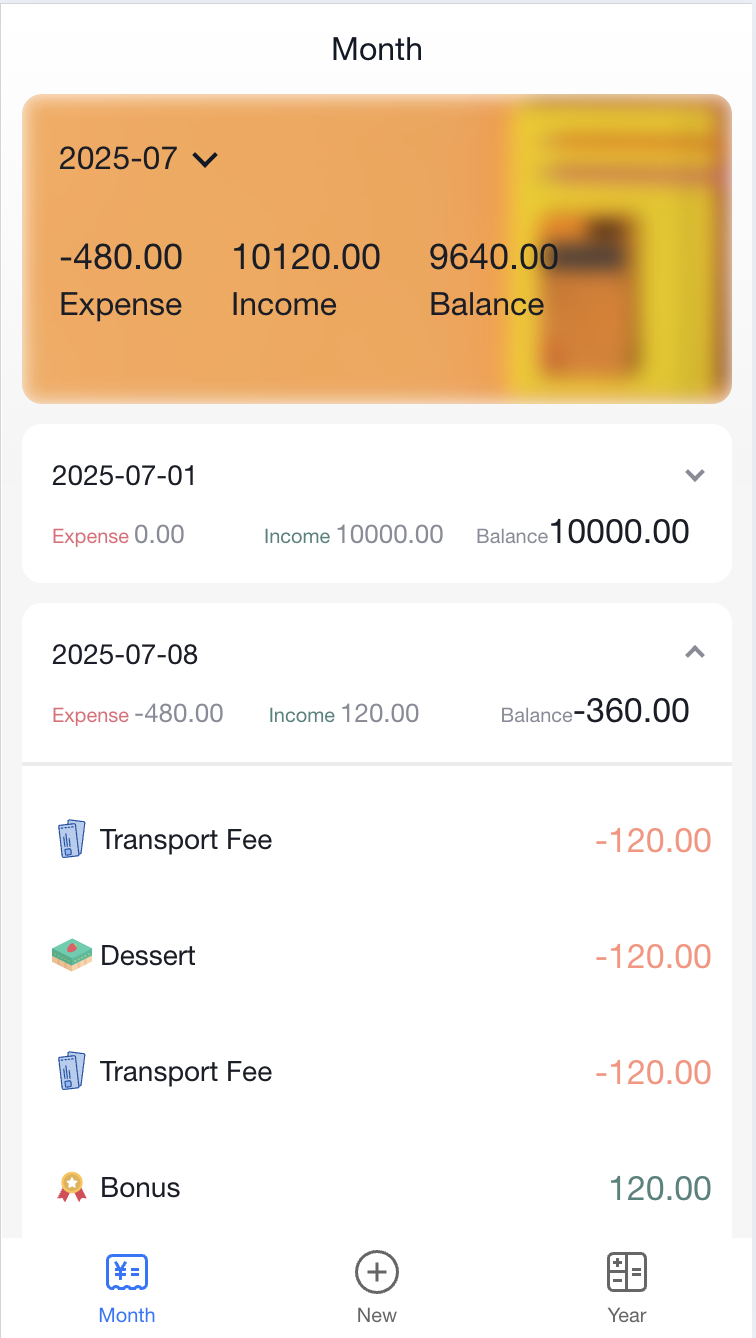 Month
2025-07
-480.00 10120.00 9640.00
Expense Income Balance
2025-07-01
Expense 0.00 Income 10000.00 Balance 10000.00
2025-07-08
Expense -480.00 Income 120.00 Balance -360.00
Transport Fee -120.00
Dessert -120.00
Transport Fee -120.00
Bonus 120.00
Month New Year